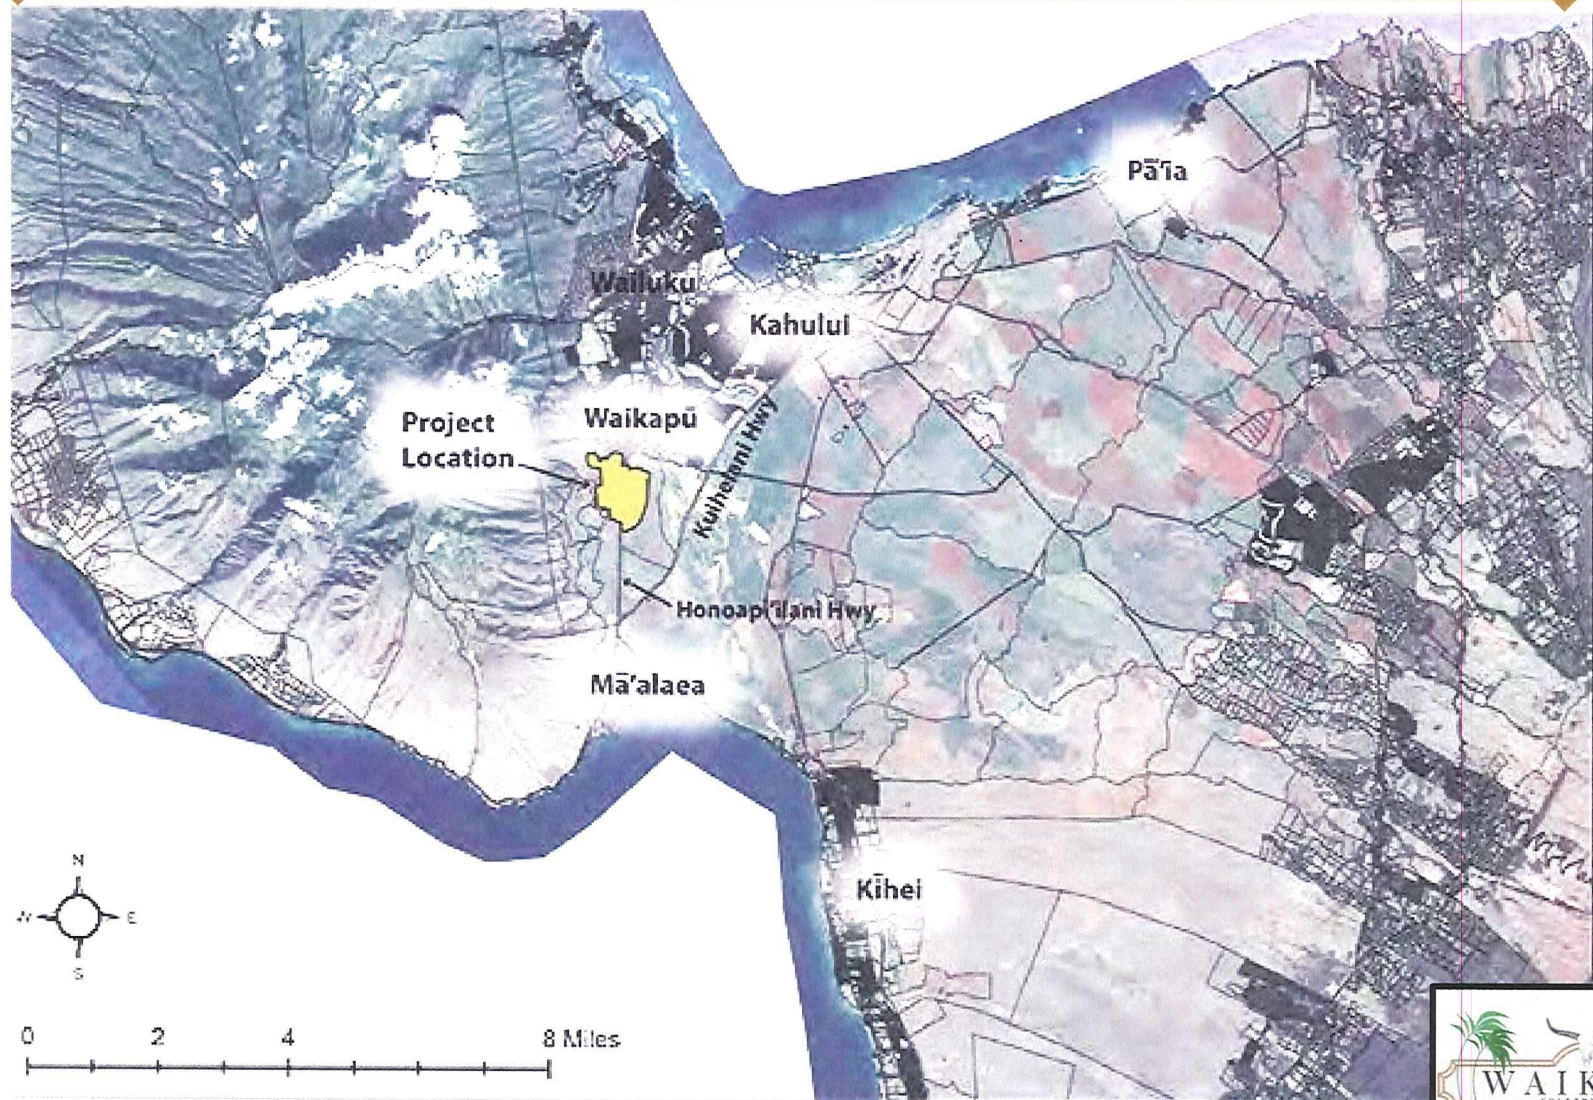 Pā'ia
Wailuku
Kahului
Project
Location
Waikapū
Kuihelani Hwy
Honoapi'ilani Hwy
Mā'alaea
Kīhei
N
W
E
S
0 2 4 8 Miles
WAIK